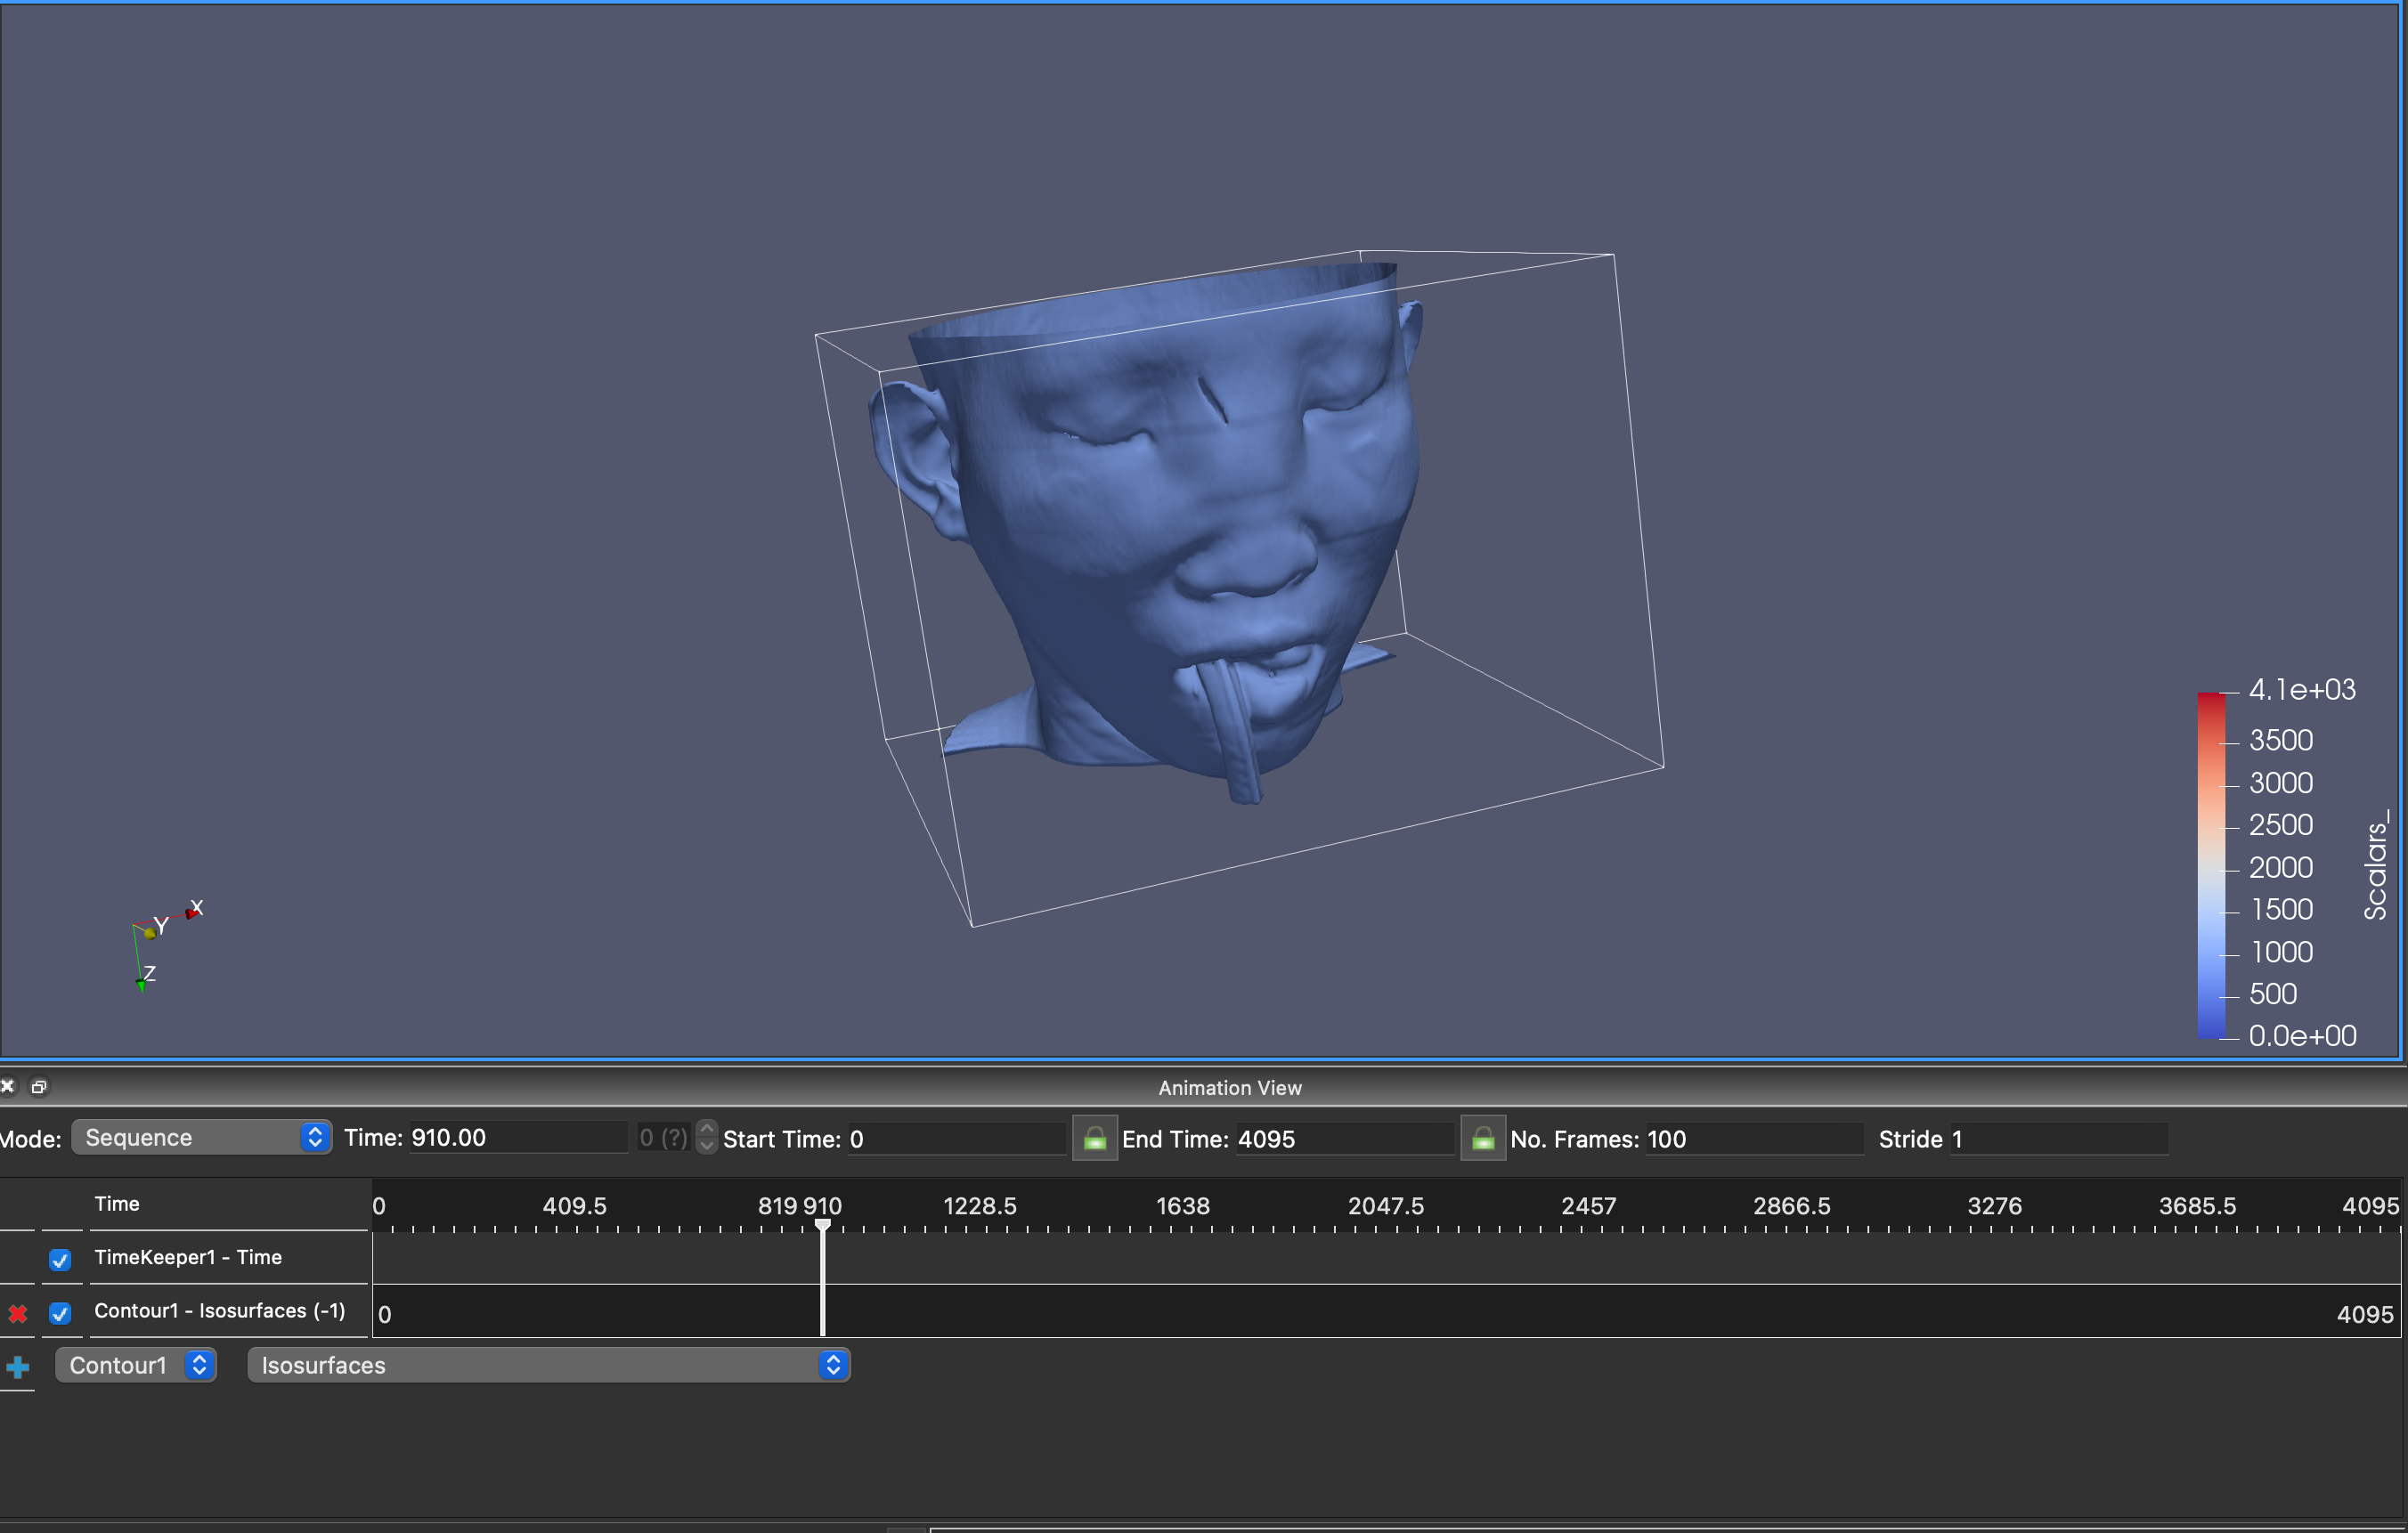 4.1e+03
3500
3000
2500
2000
1500
1000
500
0.0e+00
Scalars_
X
Y
Z
Animation View
Mode: Sequence Time: 910.00 0 (?) Start Time: 0 End Time: 4095 No. Frames: 100 Stride 1
Time 0 409.5 819 910 1228.5 1638 2047.5 2457 2866.5 3276 3685.5 4095
TimeKeeper1 - Time
Contour1 - Isosurfaces (-1) 0 4095
Contour1 Isosurfaces